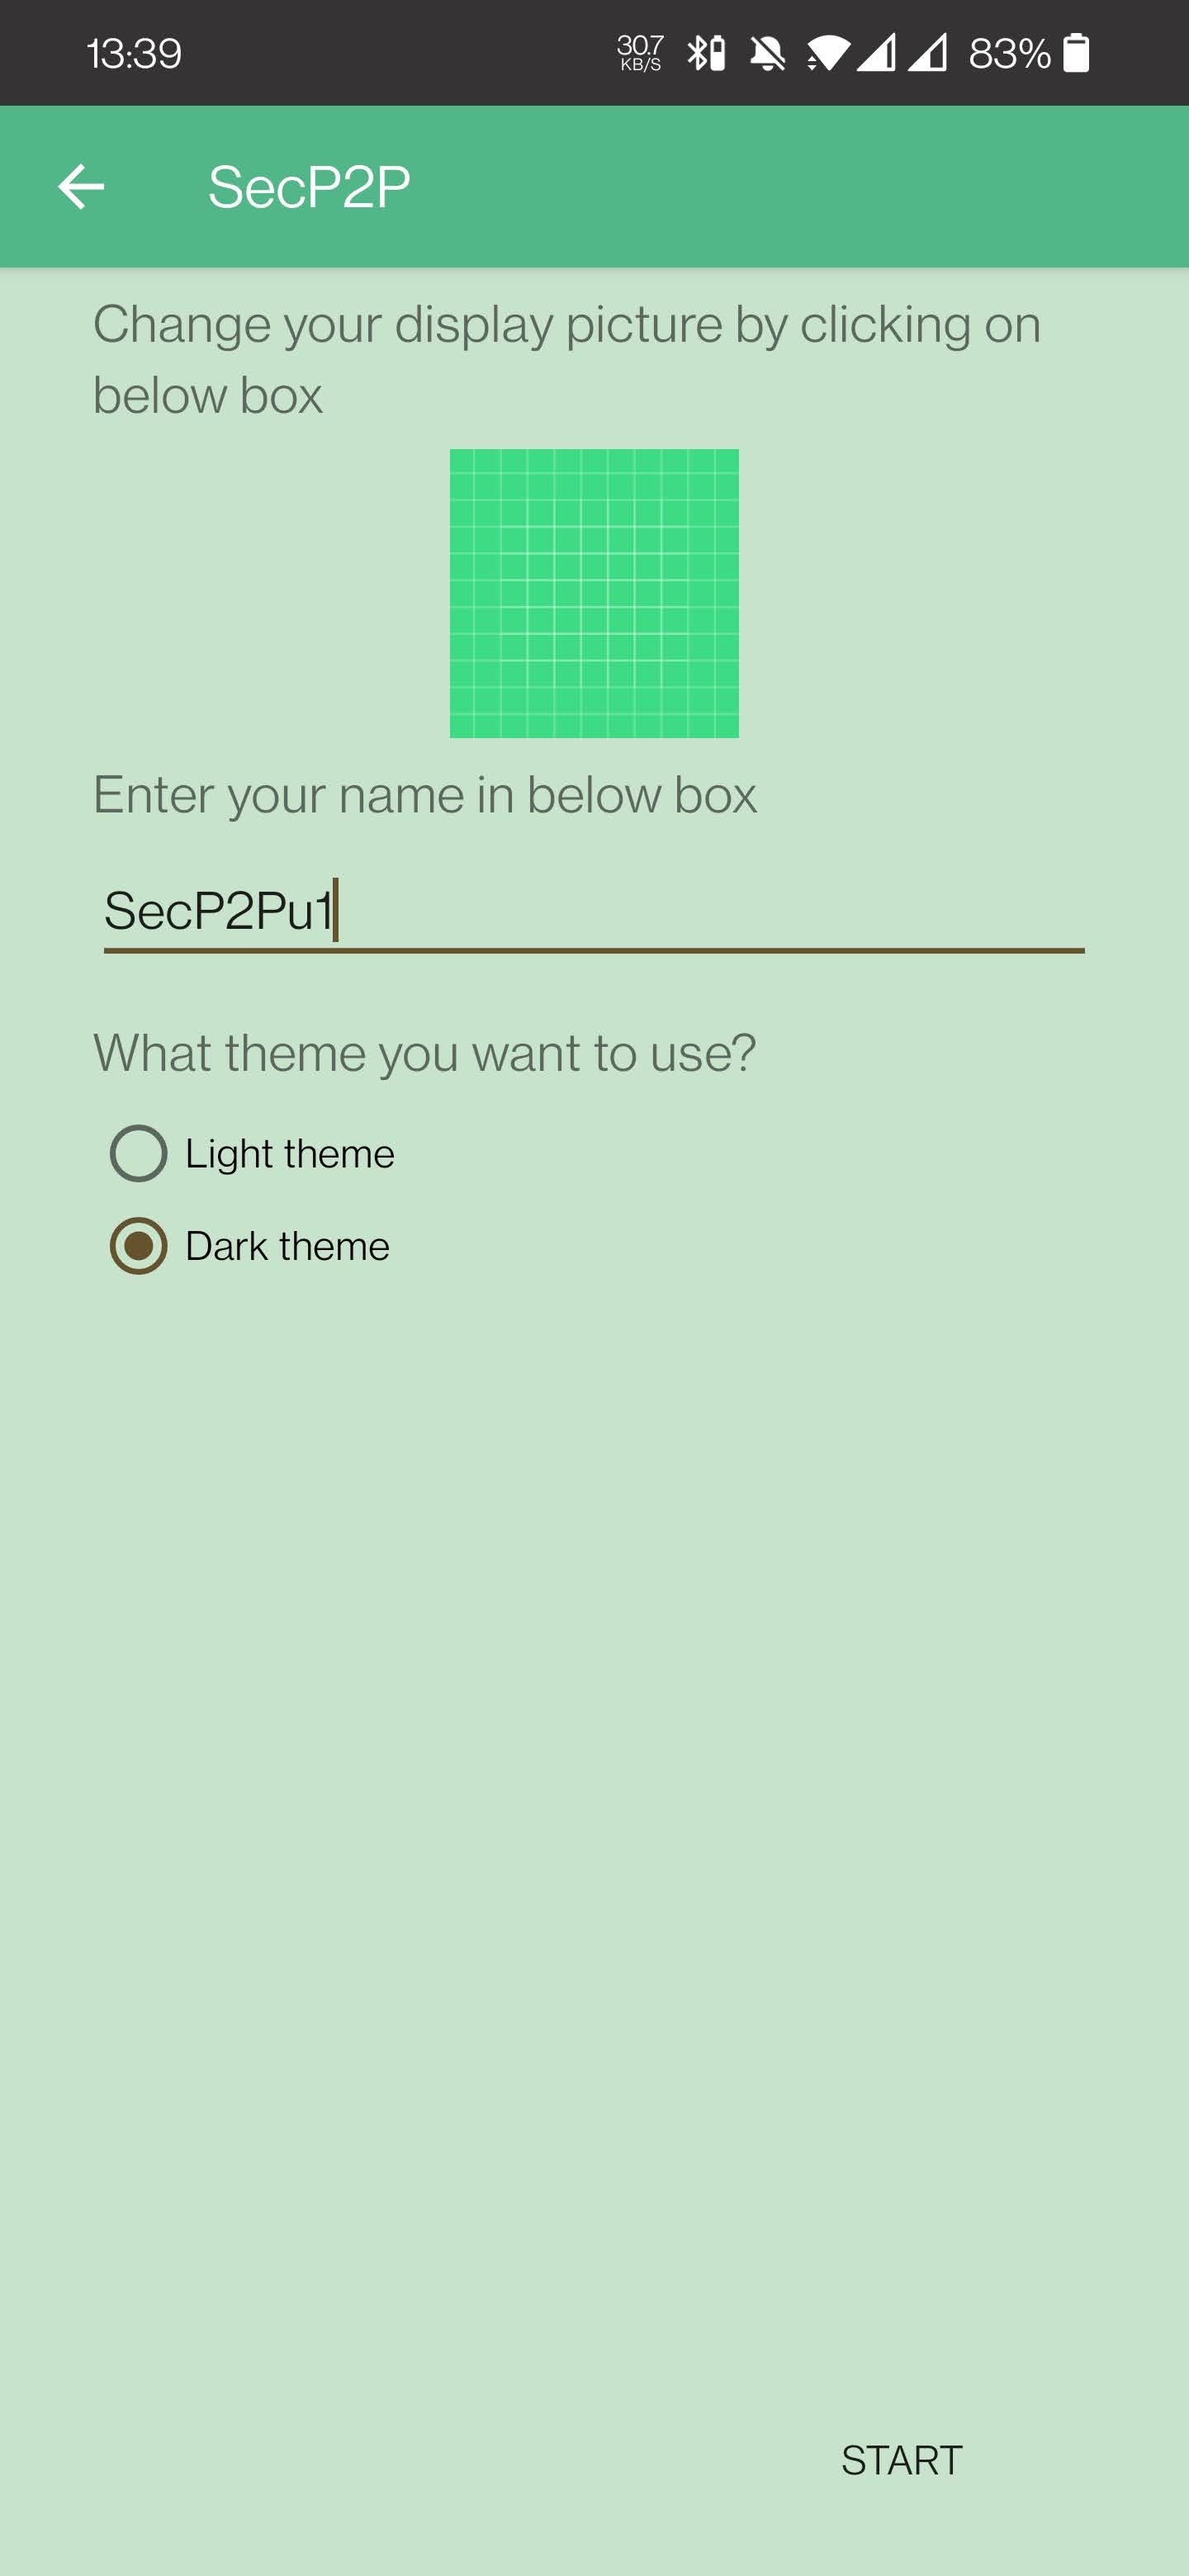 13:39
30.7
KB/S
83%
SecP2P
Change your display picture by clicking on
below box
Enter your name in below box
SecP2Pu1
What theme you want to use?
Light theme
Dark theme
START